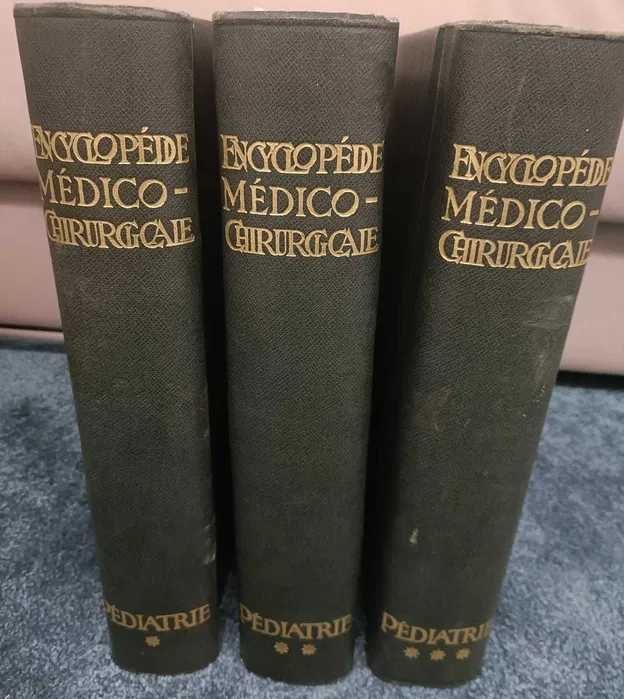 ENCYCLOPÉDIE
MÉDICO-
CHIRURGICALE
PÉDIATRIE
*
ENCYCLOPÉDIE
MÉDICO-
CHIRURGICALE
PÉDIATRIE
**
ENCYCLOPÉDIE
MÉDICO-
CHIRURGICALE
PÉDIATRIE
***